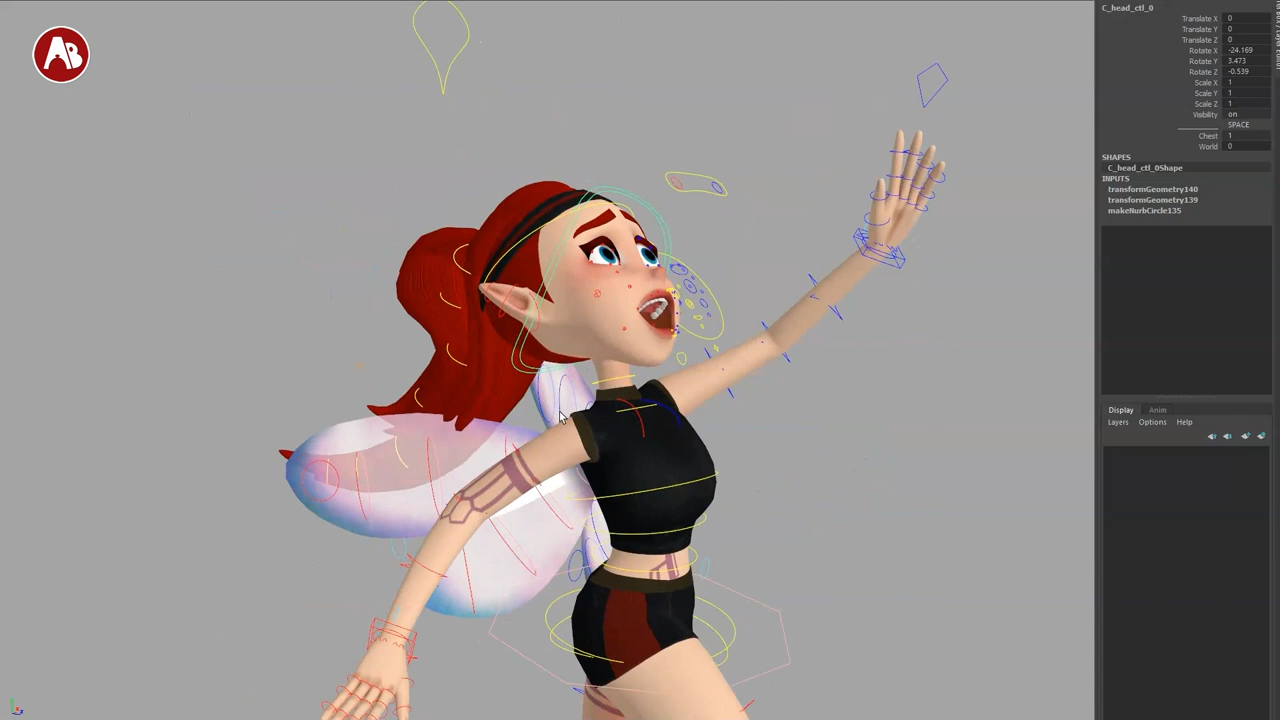 AB
C_head_ctl_0
Translate X 0
Translate Y 0
Translate Z 0
Rotate X -24.169
Rotate Y 3.473
Rotate Z -0.539
Scale X 1
Scale Y 1
Scale Z 1
Visibility on
SPACE
Chest 1
World 0
SHAPES
C_head_ctl_0Shape
INPUTS
transformGeometry140
transformGeometry139
makeNurbCircle135
Display Anim
Layers Options Help